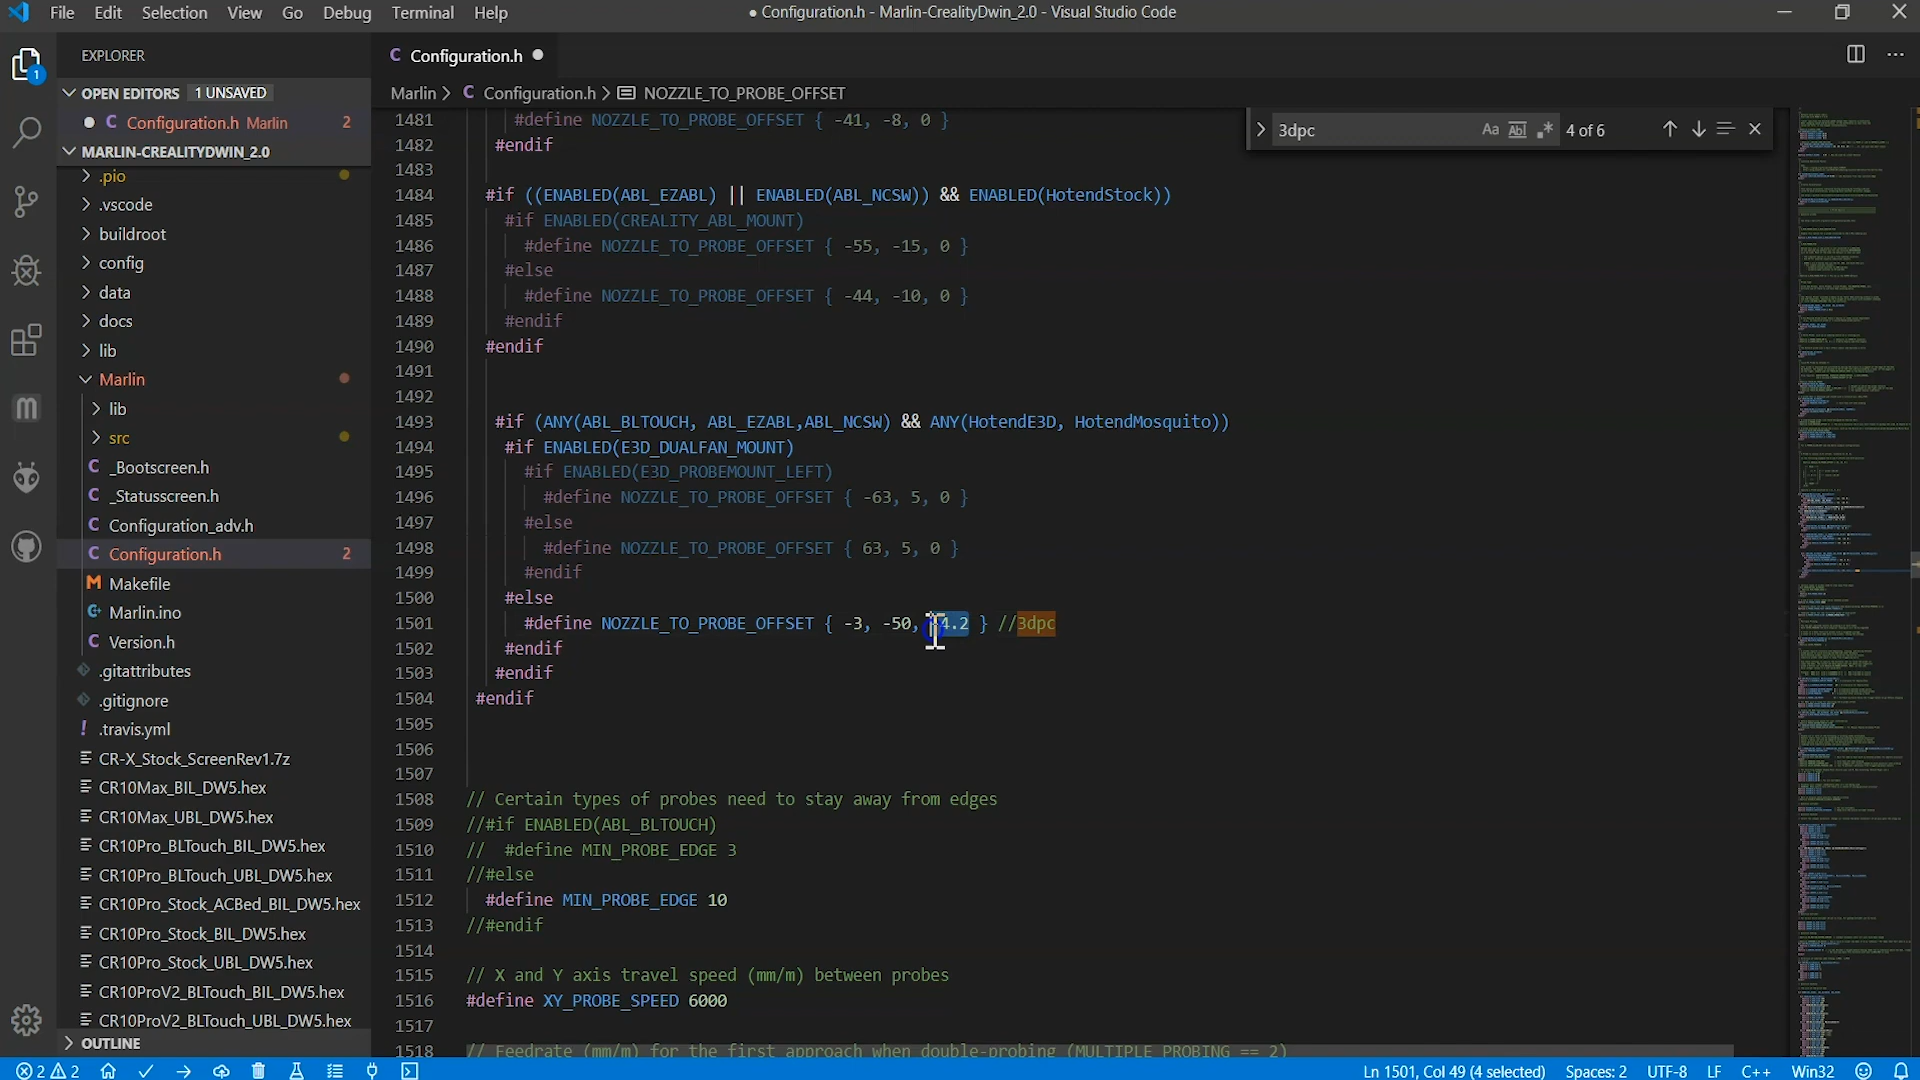 File Edit Selection View Go Debug Terminal Help
● Configuration.h - Marlin-CrealityDwin_2.0 - Visual Studio Code
EXPLORER
OPEN EDITORS 1 UNSAVED
● C Configuration.h Marlin 2
MARLIN-CREALITYDWIN_2.0
.pio
.vscode
buildroot
config
data
docs
lib
Marlin
lib
src
C _Bootscreen.h
C _Statusscreen.h
C Configuration_adv.h
C Configuration.h 2
M Makefile
Marlin.ino
C Version.h
.gitattributes
.gitignore
! .travis.yml
CR-X_Stock_ScreenRev1.7z
CR10Max_BIL_DW5.hex
CR10Max_UBL_DW5.hex
CR10Pro_BLTouch_BIL_DW5.hex
CR10Pro_BLTouch_UBL_DW5.hex
CR10Pro_Stock_ACBed_BIL_DW5.hex
CR10Pro_Stock_BIL_DW5.hex
CR10Pro_Stock_UBL_DW5.hex
CR10ProV2_BLTouch_BIL_DW5.hex
CR10ProV2_BLTouch_UBL_DW5.hex
OUTLINE
C Configuration.h ●
Marlin > C Configuration.h > NOZZLE_TO_PROBE_OFFSET
3dpc Aa Abl .* 4 of 6
1481 #define NOZZLE_TO_PROBE_OFFSET { -41, -8, 0 }
1482 #endif
1483
1484 #if ((ENABLED(ABL_EZABL) || ENABLED(ABL_NCSW)) && ENABLED(HotendStock))
1485 #if ENABLED(CREALITY_ABL_MOUNT)
1486 #define NOZZLE_TO_PROBE_OFFSET { -55, -15, 0 }
1487 #else
1488 #define NOZZLE_TO_PROBE_OFFSET { -44, -10, 0 }
1489 #endif
1490 #endif
1491
1492
1493 #if (ANY(ABL_BLTOUCH, ABL_EZABL,ABL_NCSW) && ANY(HotendE3D, HotendMosquito))
1494 #if ENABLED(E3D_DUALFAN_MOUNT)
1495 #if ENABLED(E3D_PROBEMOUNT_LEFT)
1496 #define NOZZLE_TO_PROBE_OFFSET { -63, 5, 0 }
1497 #else
1498 #define NOZZLE_TO_PROBE_OFFSET { 63, 5, 0 }
1499 #endif
1500 #else
1501 #define NOZZLE_TO_PROBE_OFFSET { -3, -50, 4.2 } //3dpc
1502 #endif
1503 #endif
1504 #endif
1505
1506
1507
1508 // Certain types of probes need to stay away from edges
1509 //#if ENABLED(ABL_BLTOUCH)
1510 // #define MIN_PROBE_EDGE 3
1511 //#else
1512 #define MIN_PROBE_EDGE 10
1513 //#endif
1514
1515 // X and Y axis travel speed (mm/m) between probes
1516 #define XY_PROBE_SPEED 6000
1517
1518 // Feedrate (mm/m) for the first approach when double-probing (MULTIPLE_PROBING == 2)
2 2 Ln 1501, Col 49 (4 selected) Spaces: 2 UTF-8 LF C++ Win32